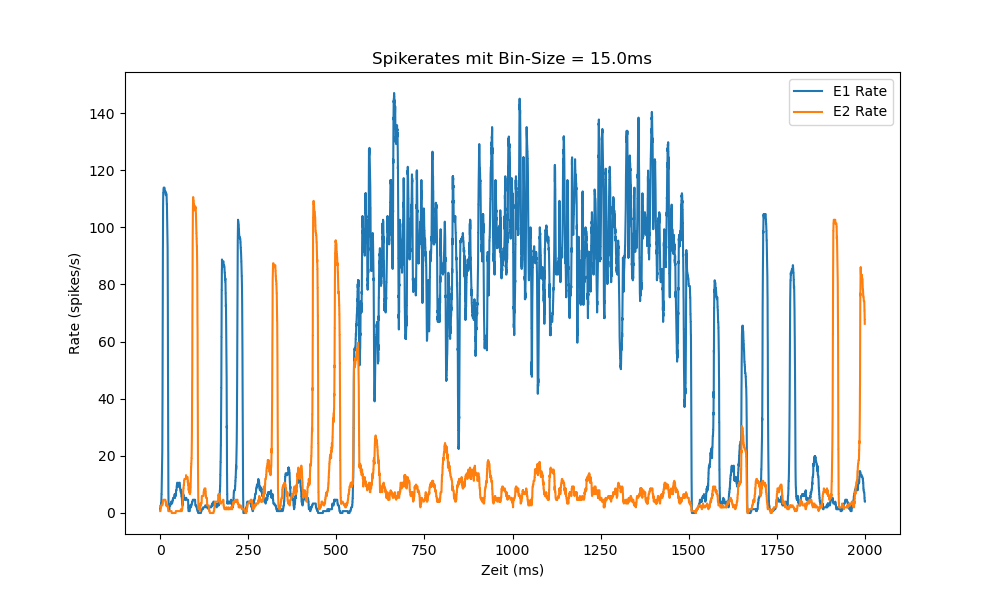 Spikerates mit Bin-Size = 15.0ms
E1 Rate
E2 Rate
Rate (spikes/s)
140
120
100
80
60
40
20
0
0 250 500 750 1000 1250 1500 1750 2000
Zeit (ms)